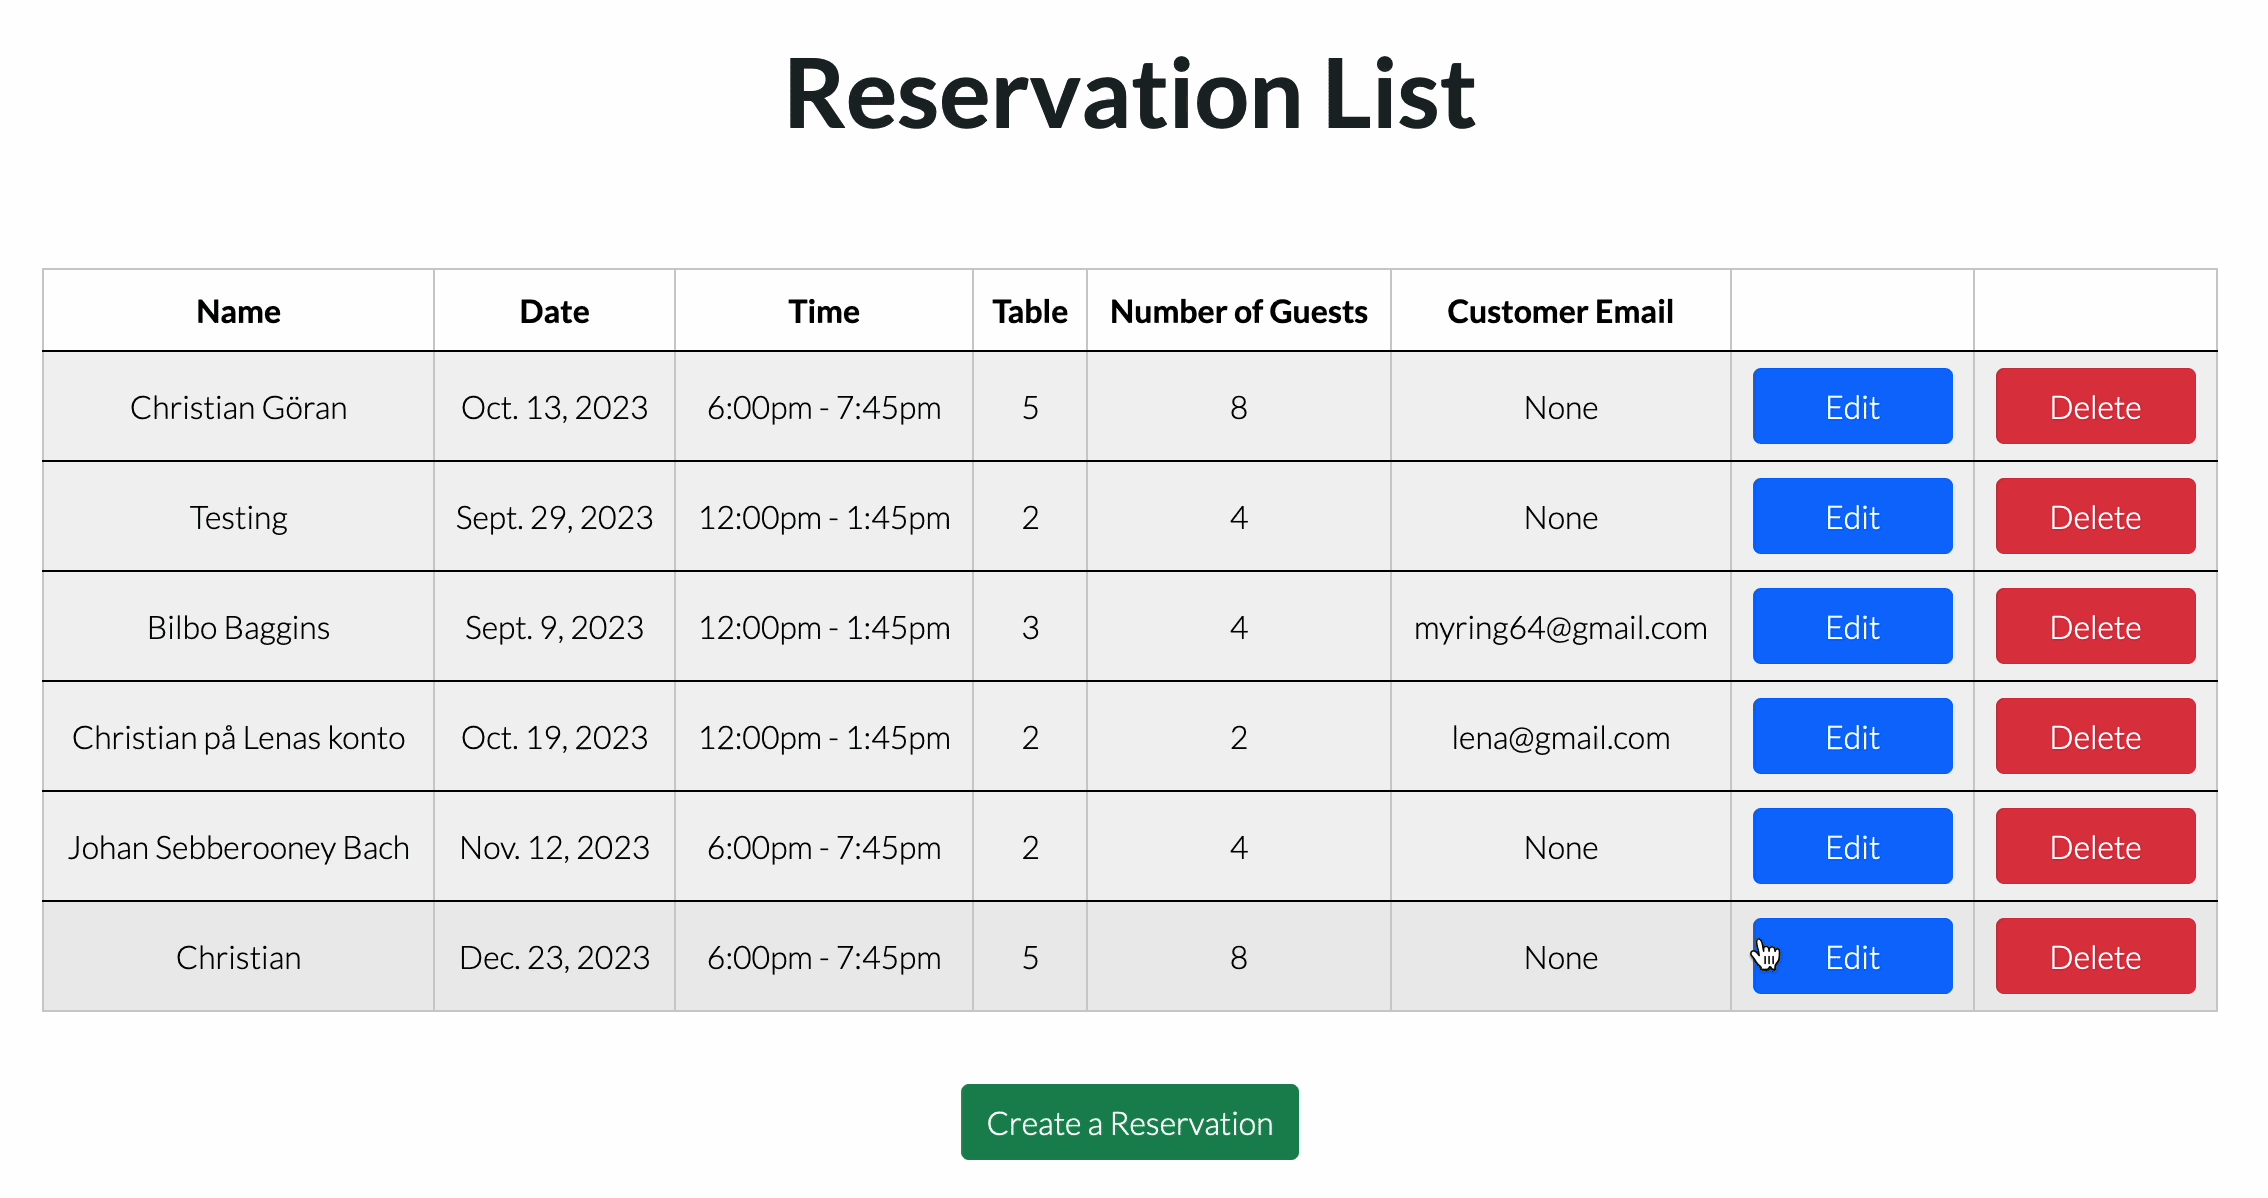 Reservation List
Name Date Time Table Number of Guests Customer Email
Christian Göran Oct. 13, 2023 6:00pm - 7:45pm 5 8 None Edit Delete
Testing Sept. 29, 2023 12:00pm - 1:45pm 2 4 None Edit Delete
Bilbo Baggins Sept. 9, 2023 12:00pm - 1:45pm 3 4 myring64@gmail.com Edit Delete
Christian på Lenas konto Oct. 19, 2023 12:00pm - 1:45pm 2 2 lena@gmail.com Edit Delete
Johan Sebberooney Bach Nov. 12, 2023 6:00pm - 7:45pm 2 4 None Edit Delete
Christian Dec. 23, 2023 6:00pm - 7:45pm 5 8 None Edit Delete
Create a Reservation